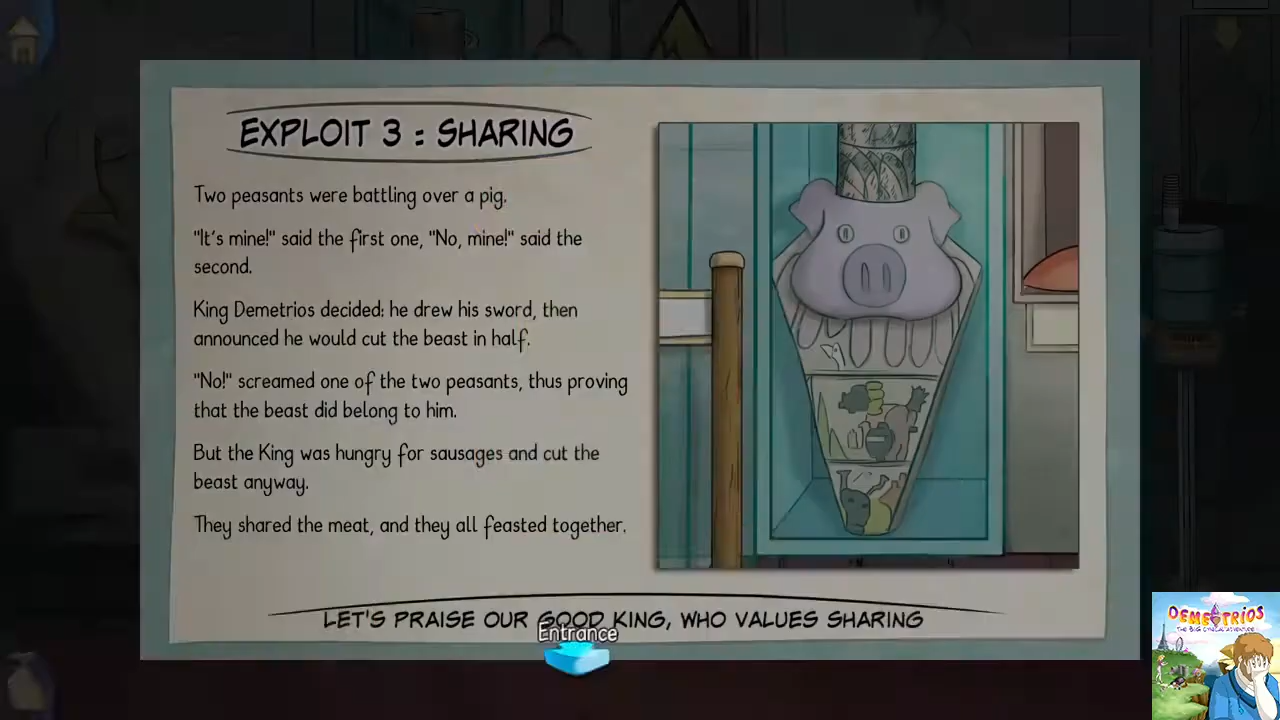 EXPLOIT 3 : SHARING
Two peasants were battling over a pig.
"It's mine!" said the first one, "No, mine!" said the
second.
King Demetrios decided: he drew his sword, then
announced he would cut the beast in half.
"No!" screamed one of the two peasants, thus proving
that the beast did belong to him.
But the King was hungry for sausages and cut the
beast anyway.
They shared the meat, and they all feasted together.
LET'S PRAISE OUR GOOD KING, WHO VALUES SHARING
Entrance
DEMETRIOS
THE BIG CYNICAL ADVENTURE